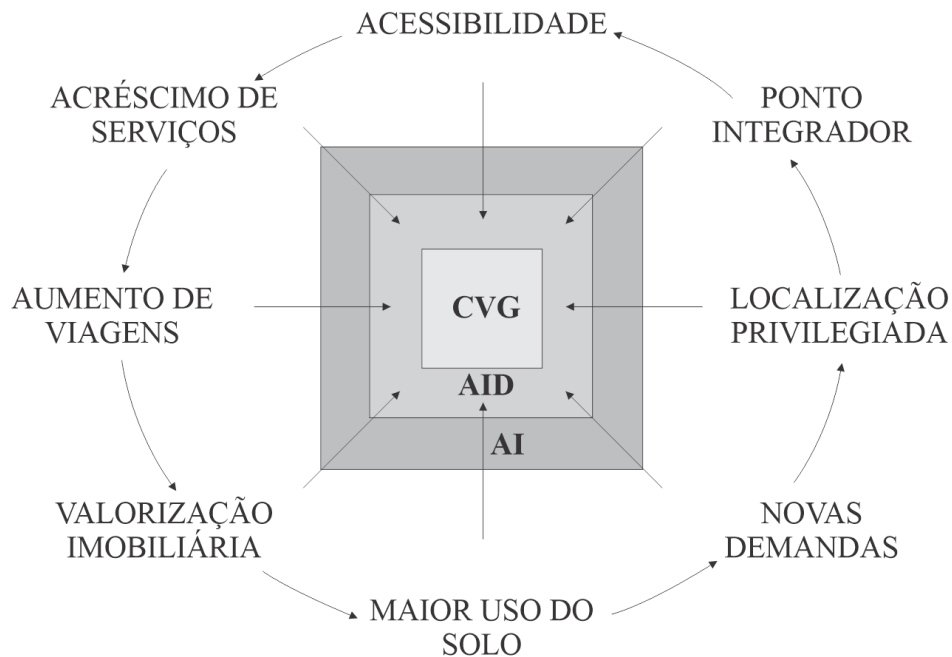 ACESSIBILIDADE
ACRÉSCIMO DE
SERVIÇOS
PONTO
INTEGRADOR
AUMENTO DE
VIAGENS
CVG
LOCALIZAÇÃO
PRIVILEGIADA
AID
AI
VALORIZAÇÃO
IMOBILIÁRIA
NOVAS
DEMANDAS
MAIOR USO DO
SOLO